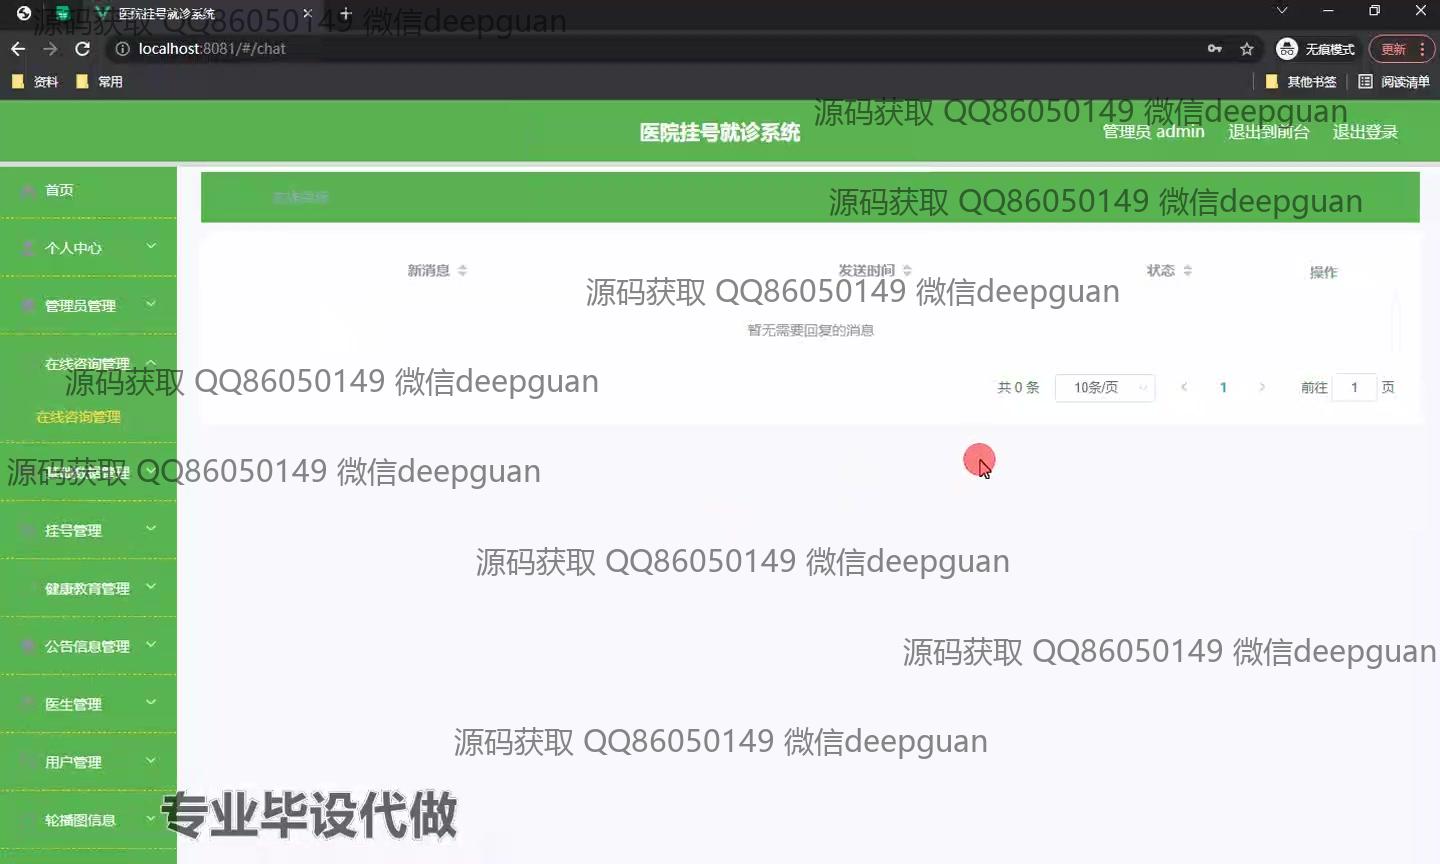 医院挂号就诊系统
源码获取 QQ86050149 微信deepguan
localhost:8081/#/chat
无痕模式
更新
资料
常用
其他书签
阅读清单
源码获取 QQ86050149 微信deepguan
医院挂号就诊系统
管理员 admin
退出到前台
退出登录
首页
源码获取 QQ86050149 微信deepguan
个人中心
新消息
发送时间
状态
操作
源码获取 QQ86050149 微信deepguan
管理员管理
暂无需要回复的消息
在线咨询管理
源码获取 QQ86050149 微信deepguan
共 0 条
10条/页
1
前往
1
页
在线咨询管理
源码获取 QQ86050149 微信deepguan
挂号管理
源码获取 QQ86050149 微信deepguan
健康教育管理
公告信息管理
源码获取 QQ86050149 微信deepguan
医生管理
源码获取 QQ86050149 微信deepguan
用户管理
轮播图信息
专业毕设代做